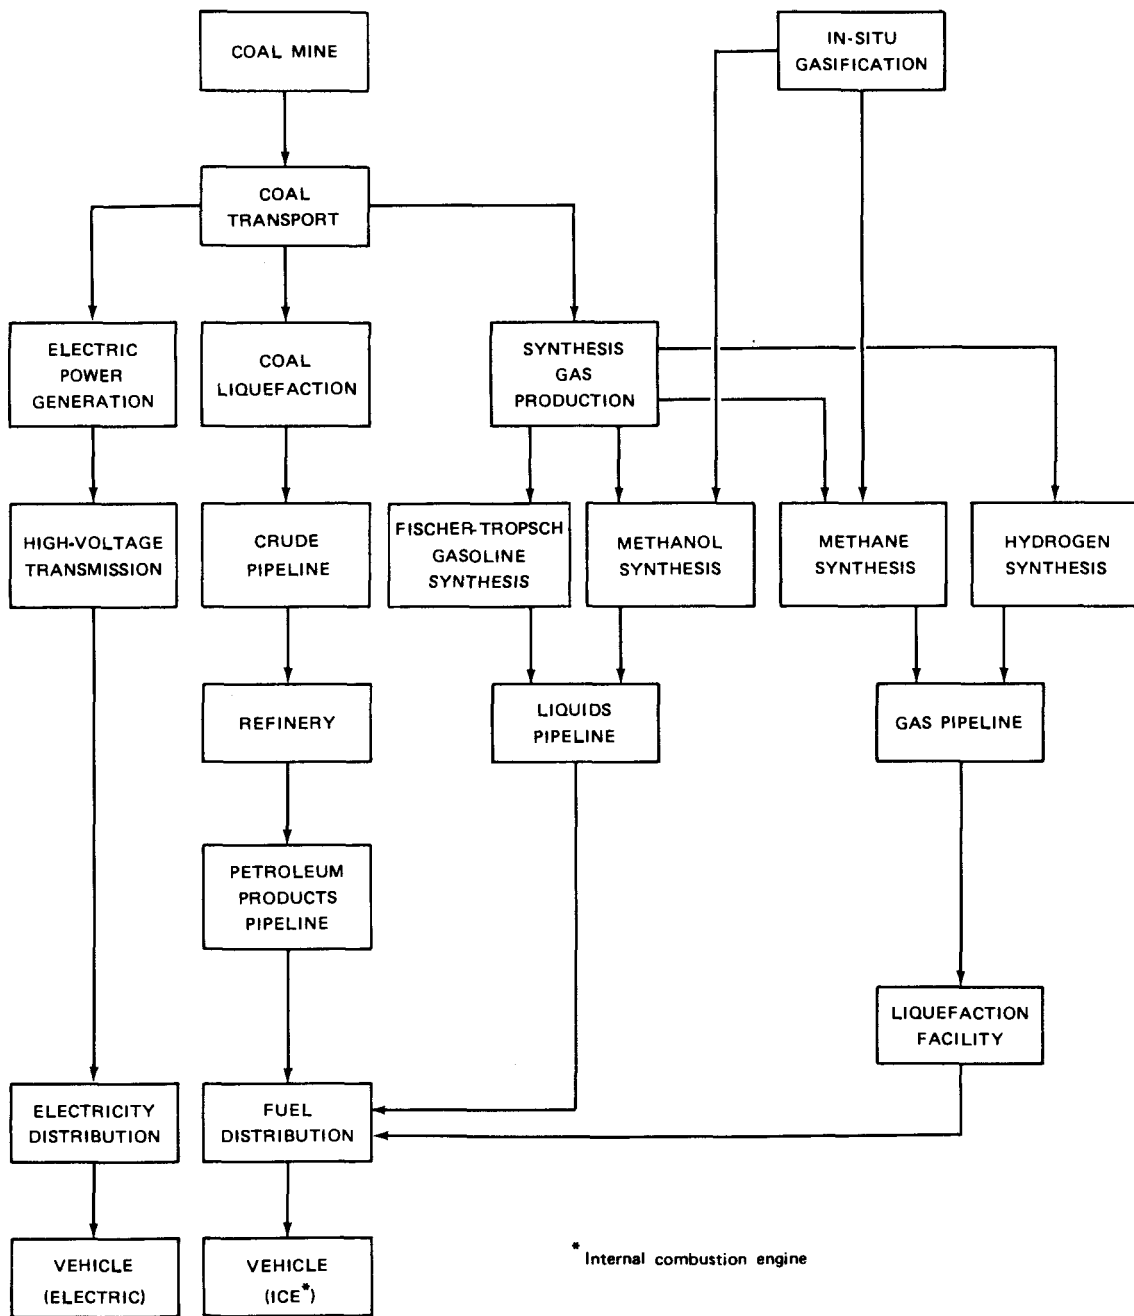 COAL MINE
IN-SITU
GASIFICATION
COAL
TRANSPORT
ELECTRIC
POWER
GENERATION
COAL
LIQUEFACTION
SYNTHESIS
GAS
PRODUCTION
HIGH-VOLTAGE
TRANSMISSION
CRUDE
PIPELINE
FISCHER-TROPSCH
GASOLINE
SYNTHESIS
METHANOL
SYNTHESIS
METHANE
SYNTHESIS
HYDROGEN
SYNTHESIS
REFINERY
LIQUIDS
PIPELINE
GAS PIPELINE
PETROLEUM
PRODUCTS
PIPELINE
LIQUEFACTION
FACILITY
ELECTRICITY
DISTRIBUTION
FUEL
DISTRIBUTION
VEHICLE
(ELECTRIC)
VEHICLE
(ICE*)
* Internal combustion engine